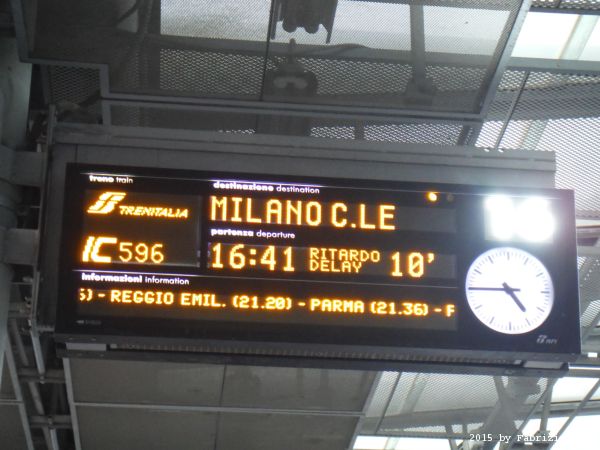 treno train
TRENITALIA
IC 596
destinazione destination
MILANO C.LE
partenza departure
16:41 RITARDO DELAY 10'
informazioni information
- REGGIO EMIL. (21.20) - PARMA (21.36) -
2015 by Fabrizi